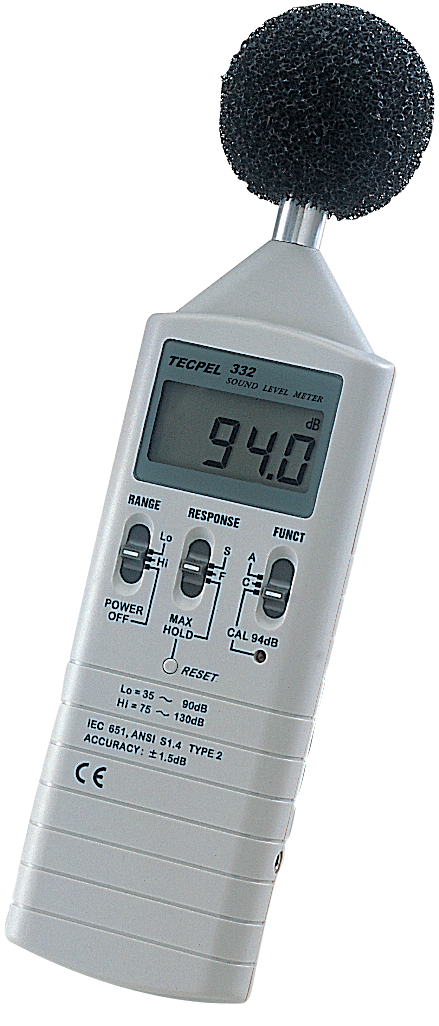 TECPEL 332
SOUND LEVEL METER
dB
94.0
RANGE RESPONSE FUNCT
Lo
Hi
S
F
A
C
POWER
OFF
MAX
HOLD
CAL 94dB
RESET
Lo = 35 ~ 90dB
Hi = 75 ~ 130dB
IEC 651, ANSI S1.4 TYPE 2
ACCURACY: ±1.5dB
CE